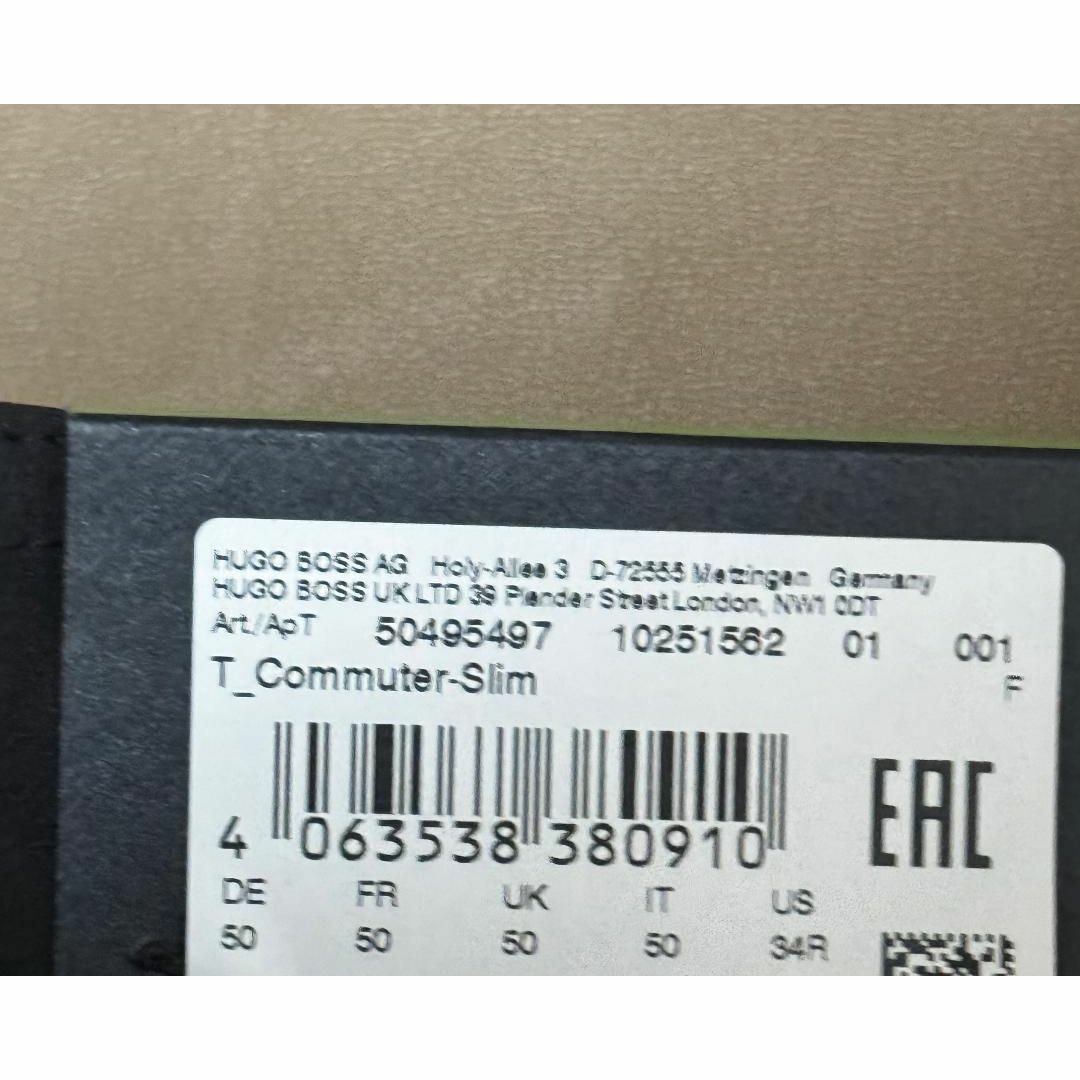 HUGO BOSS AG Holy-Allee 3 D-72555 Metzingen Germany
HUGO BOSS UK LTD 39 Plender Street London, NW1 0DT
Art./ApT 50495497 10251562 01 001
T_Commuter-Slim F
4 063538 380910
EAC
DE FR UK IT US
50 50 50 50 34R